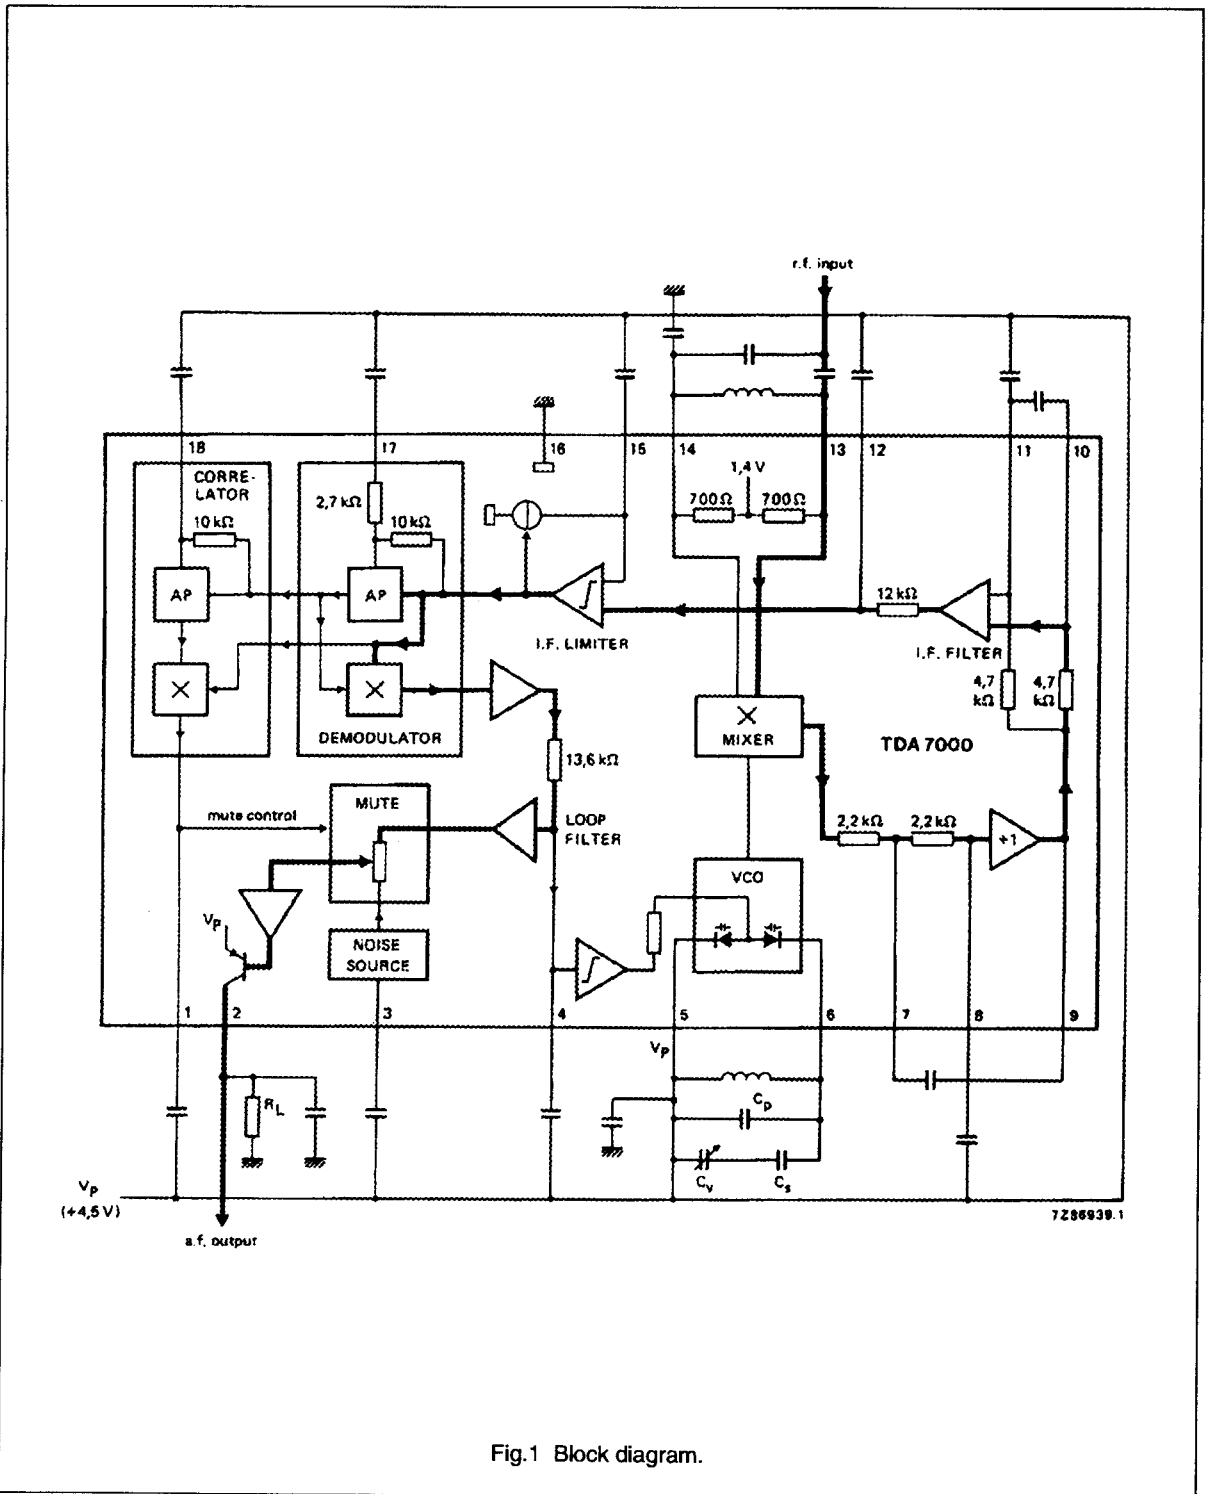 r.f. input
18
17
16
15
14
13
12
11
10
CORRE-
LATOR
10 kΩ
2,7 kΩ
10 kΩ
1,4 V
700 Ω
700 Ω
AP
AP
12 kΩ
I.F. LIMITER
I.F. FILTER
4,7
kΩ
4,7
kΩ
DEMODULATOR
MIXER
TDA7000
13,6 kΩ
MUTE
mute control
LOOP
FILTER
2,2 kΩ
2,2 kΩ
+1
VCO
Vp
NOISE
SOURCE
1
2
3
4
5
6
7
8
9
Vp
RL
Cp
Cv
Cs
Vp
(+4,5 V)
a.f. output
7Z86939.1
Fig.1 Block diagram.